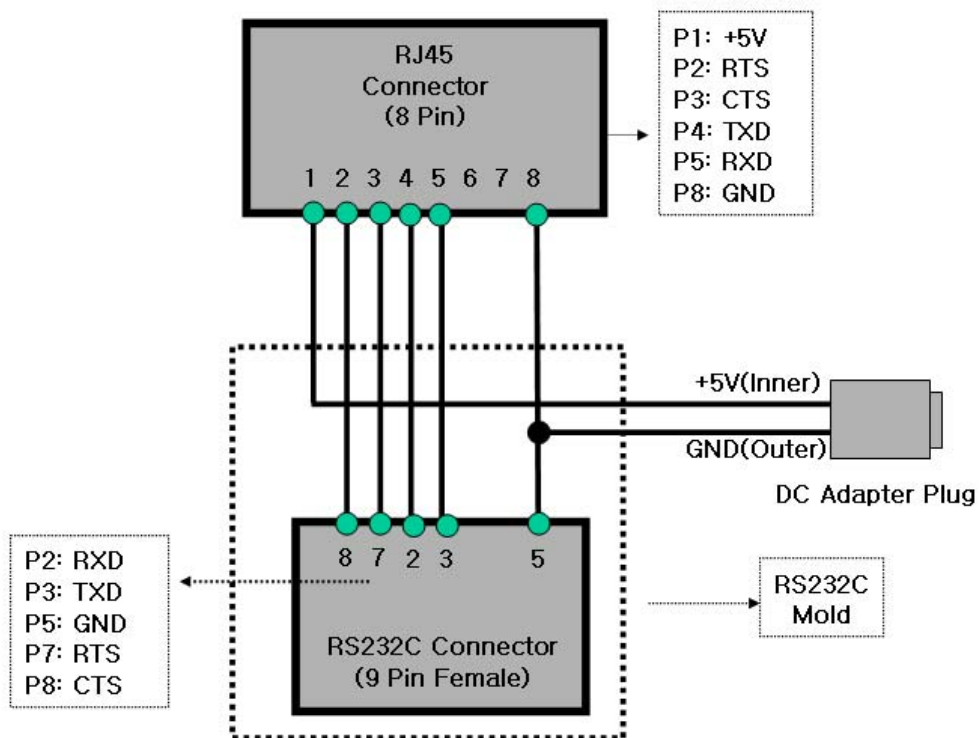 RJ45
Connector
(8 Pin)
1 2 3 4 5 6 7 8
P1: +5V
P2: RTS
P3: CTS
P4: TXD
P5: RXD
P8: GND
+5V(Inner)
GND(Outer)
DC Adapter Plug
8 7 2 3 5
RS232C Connector
(9 Pin Female)
P2: RXD
P3: TXD
P5: GND
P7: RTS
P8: CTS
RS232C
Mold